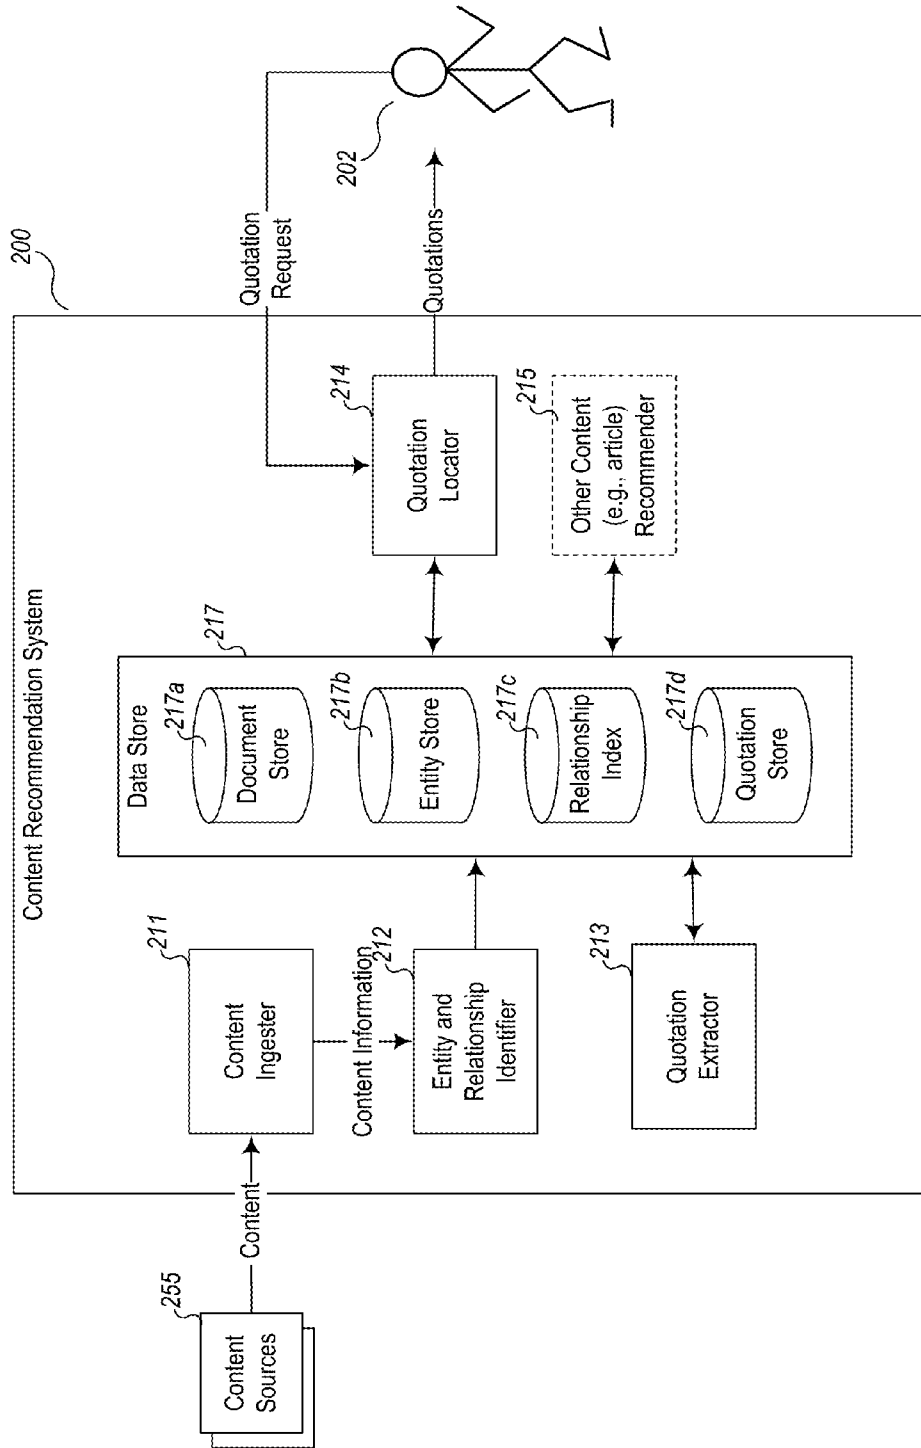 200
Content Recommendation System
255
Content
Sources
Content
211
Content
Ingester
Content Information
212
Entity and
Relationship
Identifier
213
Quotation
Extractor
217
Data Store
217a
Document
Store
217b
Entity Store
217c
Relationship
Index
217d
Quotation
Store
214
Quotation
Locator
215
Other Content
(e.g., article)
Recommender
Quotation
Request
Quotations
202